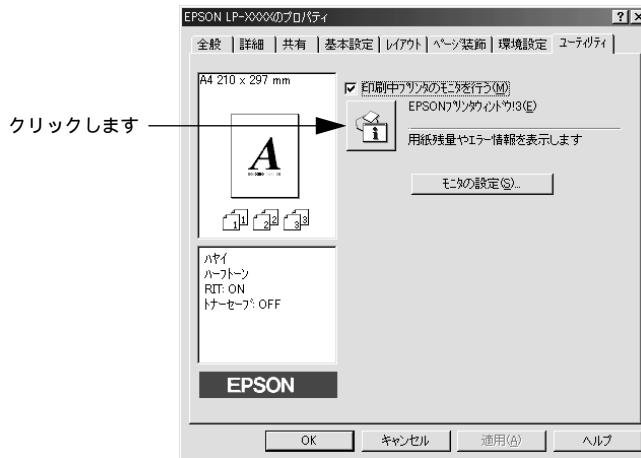 EPSON LP-XXXXのプロパティ
全般 詳細 共有 基本設定 レイアウト ページ装飾 環境設定 ユーティリティ
A4 210 x 297 mm
印刷中プリンタのモニタを行う(M)
EPSONプリンタウィンドウ!3(E)
クリックします
用紙残量やエラー情報を表示します
モニタの設定(S)...
A
1 1 2 2 3 3
ハヤイ
ハーフトーン
RIT: ON
トナーセーブ: OFF
EPSON
OK キャンセル 適用(A) ヘルプ